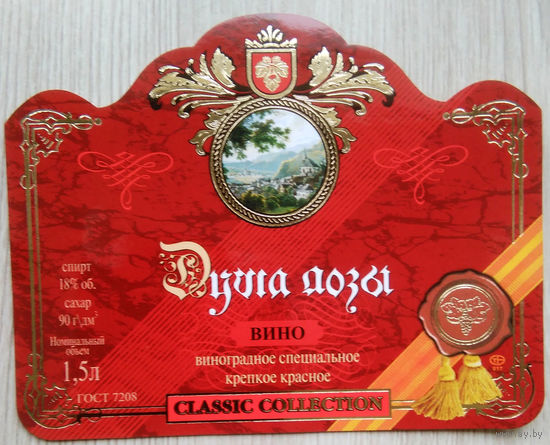 Душа лозы
ВИНО
виноградное специальное
крепкое красное
CLASSIC COLLECTION
спирт
18% об.
сахар
90 г\дм³
Номинальный
объем
1,5л
ГОСТ 7208